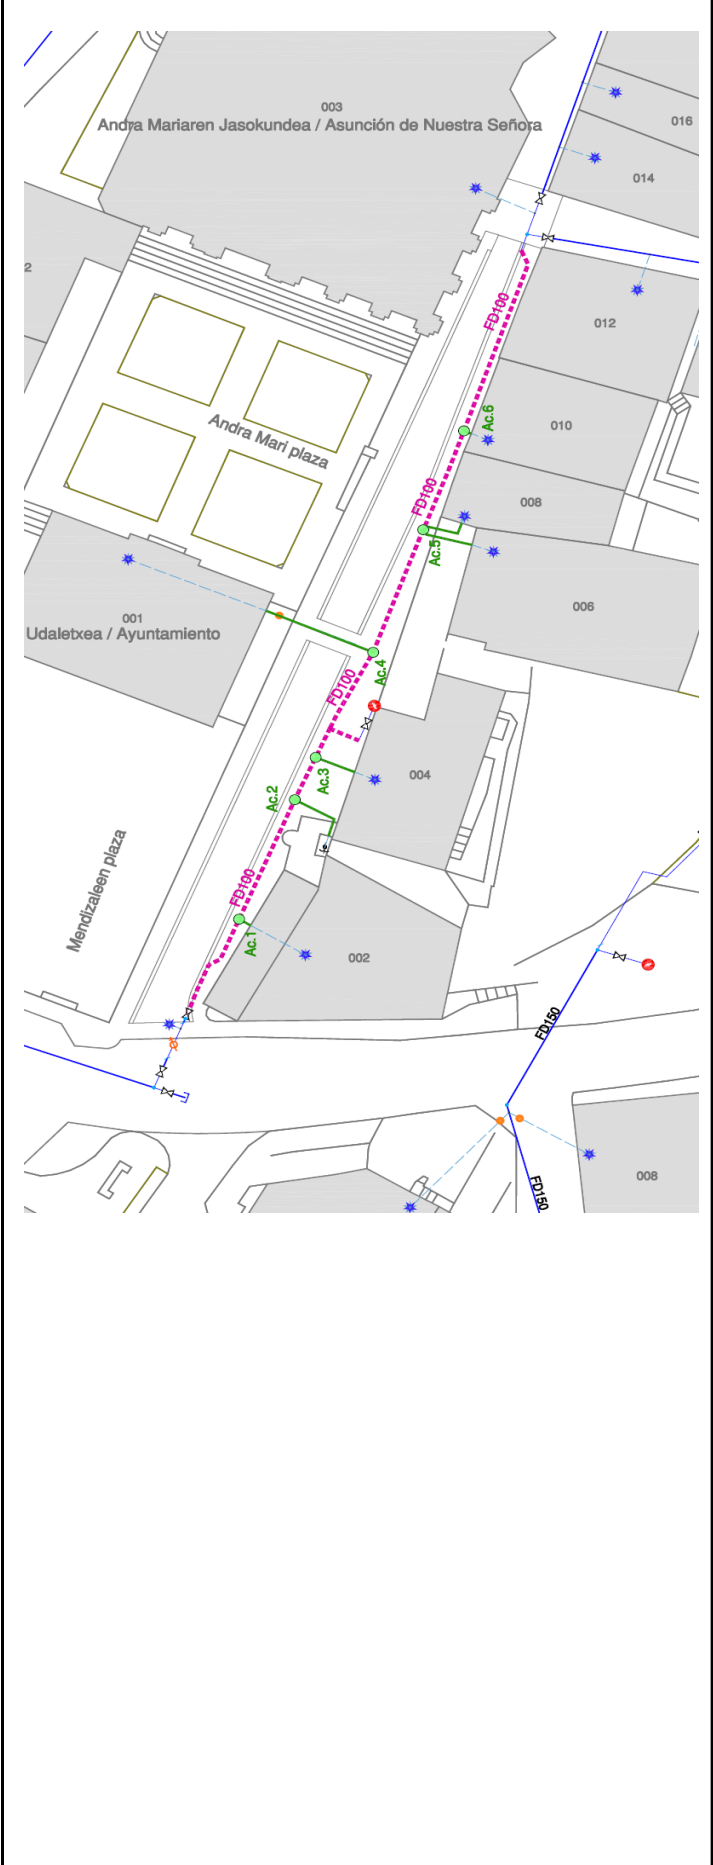 003
Andra Mariaren Jasokundea / Asunción de Nuestra Señora
016
014
2
FD100
012
Ac.6
010
Andra Mari plaza
FD100
008
Ac.5
006
001
Udaletxea / Ayuntamiento
Ac.4
FD100
Ac.3
004
Ac.2
Mendizaleen plaza
FD100
Ac.1
002
FD150
008
FD150